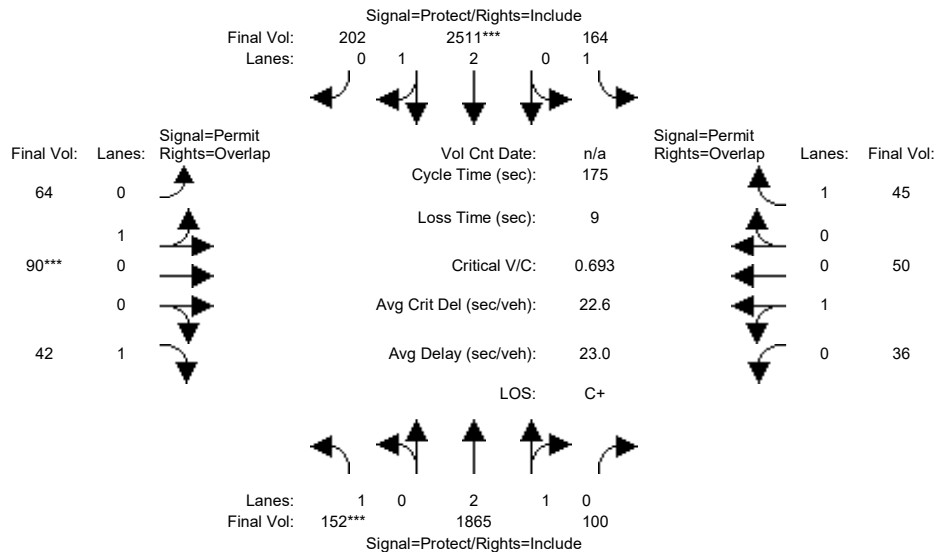 Signal=Protect/Rights=Include
Final Vol: 202 2511*** 164
Lanes: 0 1 2 0 1
Signal=Permit
Final Vol: Lanes: Rights=Overlap
Vol Cnt Date: n/a
Signal=Permit
Rights=Overlap Lanes: Final Vol:
Cycle Time (sec): 175
64 0
1 45
Loss Time (sec): 9
1
0
90*** 0
Critical V/C: 0.693
0 50
0
Avg Crit Del (sec/veh): 22.6
1
42 1
Avg Delay (sec/veh): 23.0
0 36
LOS: C+
Lanes: 1 0 2 1 0
Final Vol: 152*** 1865 100
Signal=Protect/Rights=Include